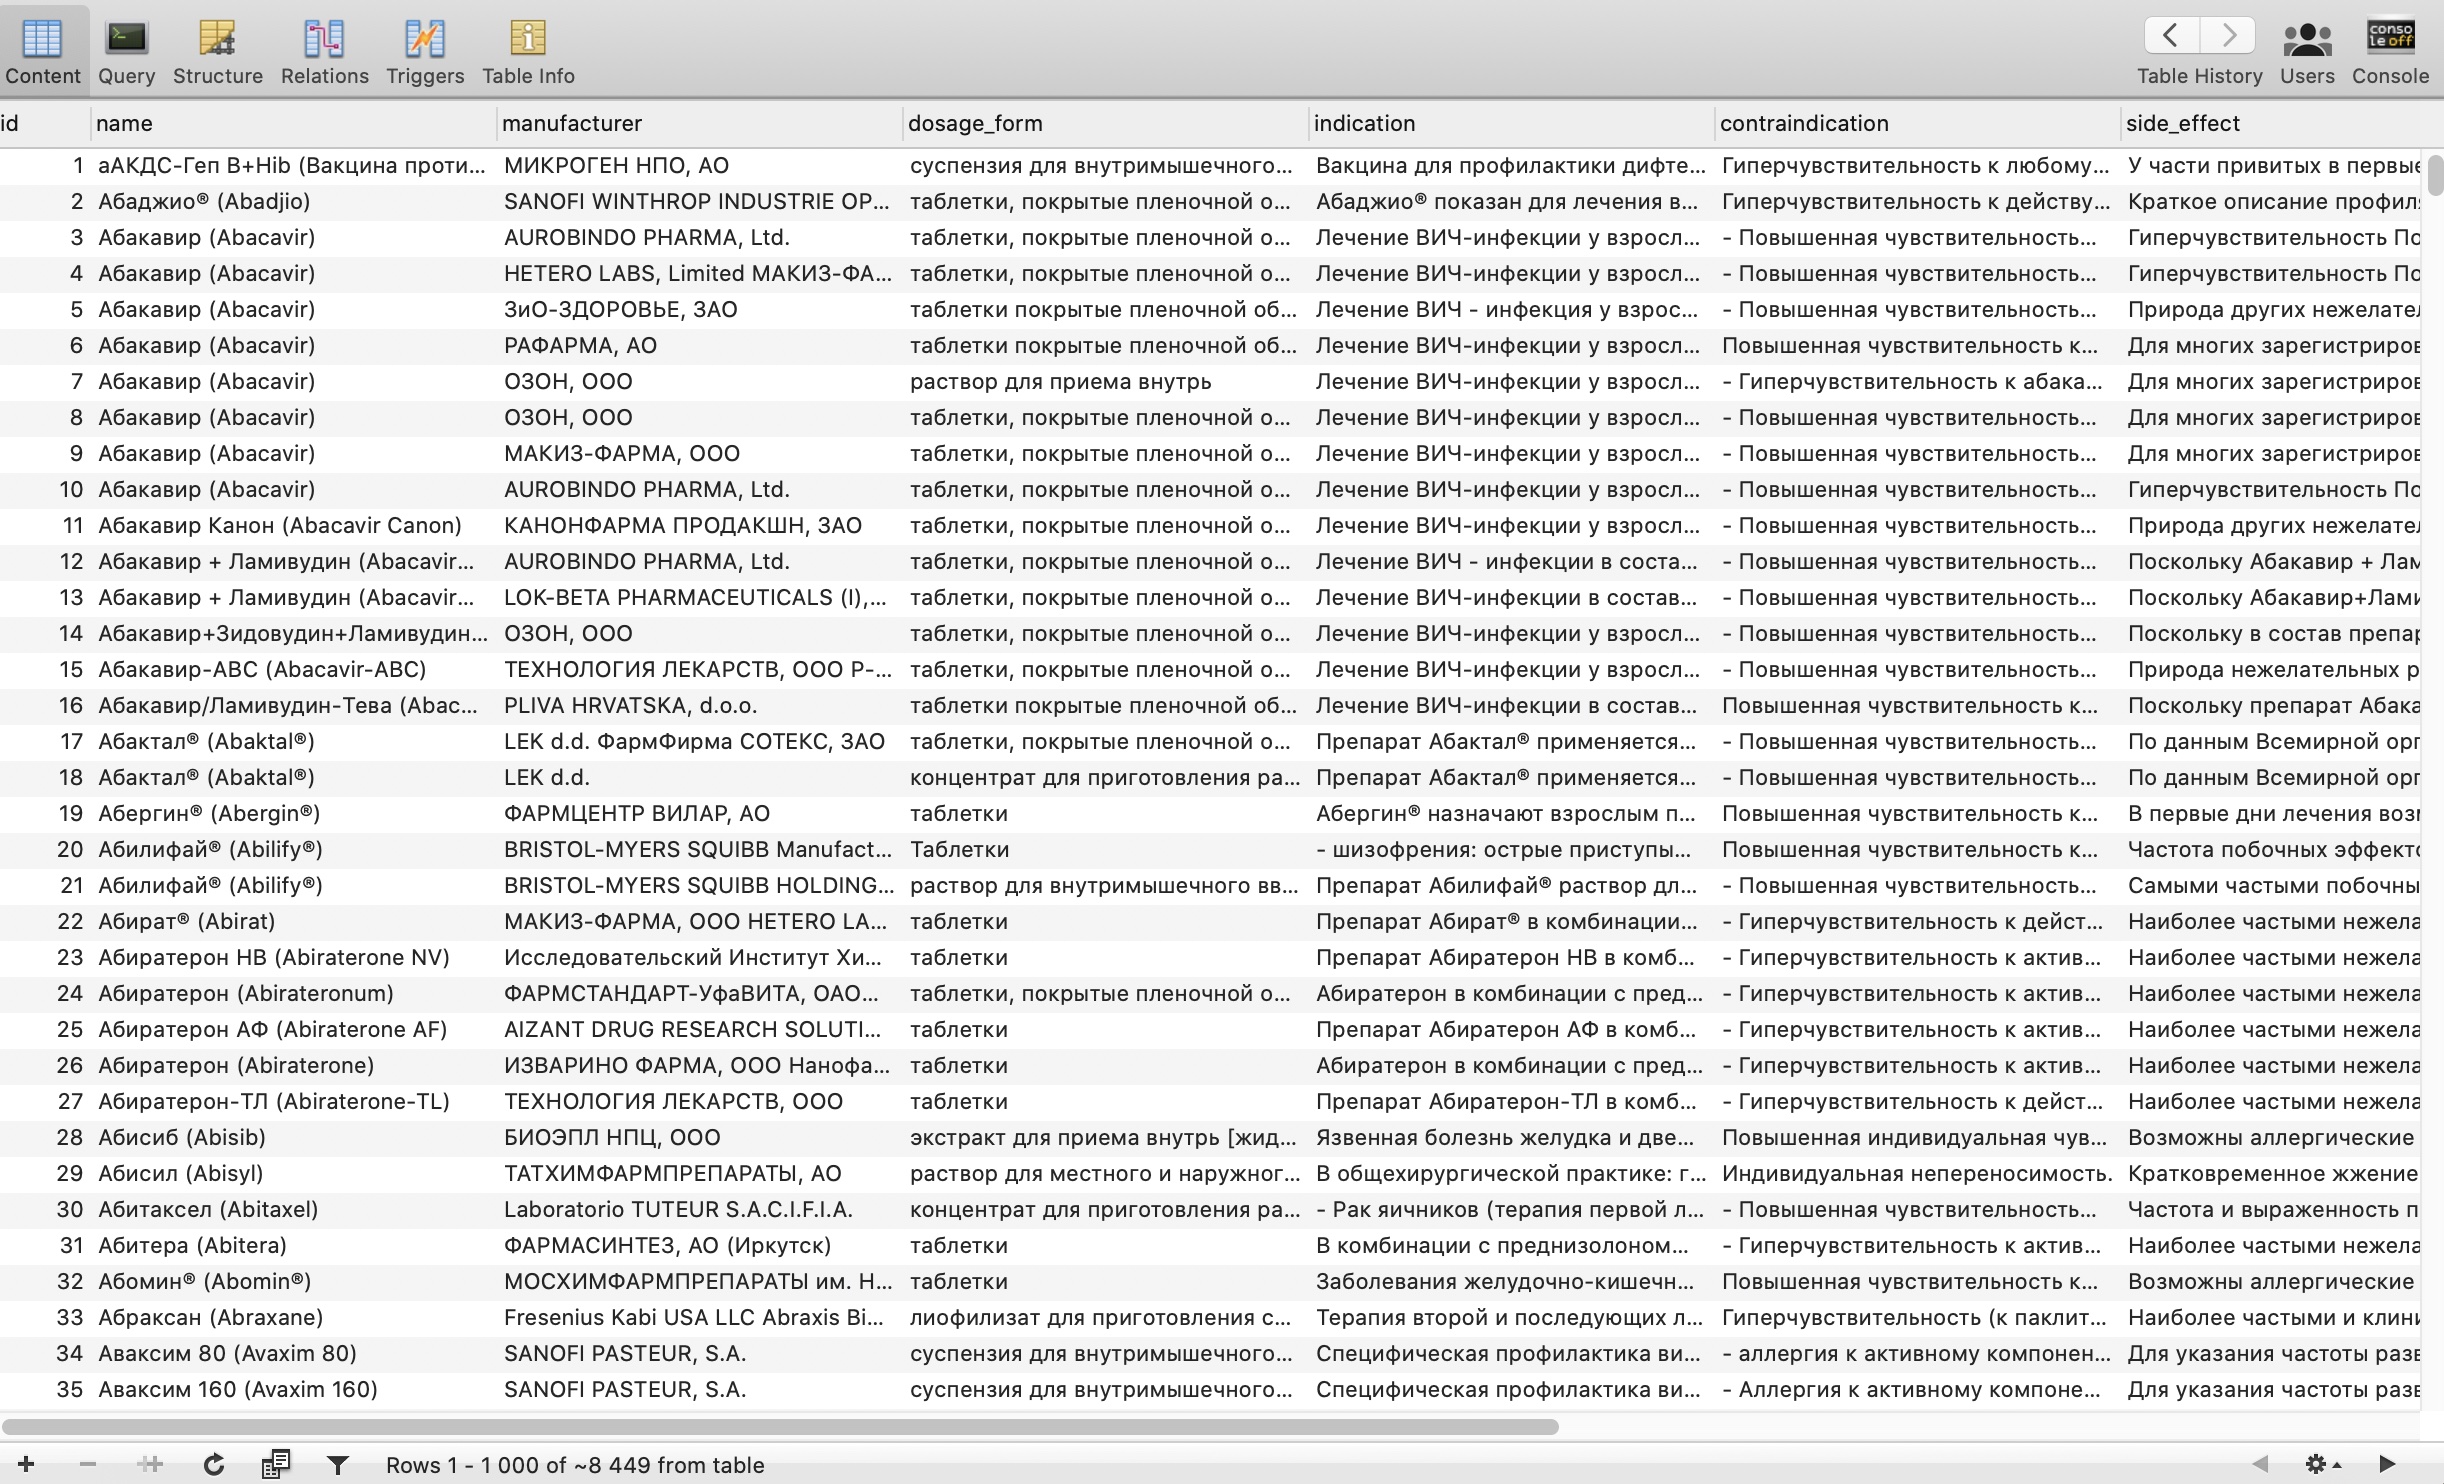 Content Query Structure Relations Triggers Table Info Table History Users Console
conso
le off
id name manufacturer dosage_form indication contraindication side_effect
1 аАКДС-Геп В+Hib (Вакцина проти... МИКРОГЕН НПО, АО суспензия для внутримышечного... Вакцина для профилактики дифте... Гиперчувствительность к любому... У части привитых в первые
2 Абаджио® (Abadjio) SANOFI WINTHROP INDUSTRIE OP... таблетки, покрытые пленочной о... Абаджио® показан для лечения в... Гиперчувствительность к действу... Краткое описание профиля
3 Абакавир (Abacavir) AUROBINDO PHARMA, Ltd. таблетки, покрытые пленочной о... Лечение ВИЧ-инфекции у взросл... - Повышенная чувствительность... Гиперчувствительность По
4 Абакавир (Abacavir) HETERO LABS, Limited МАКИЗ-ФА... таблетки, покрытые пленочной о... Лечение ВИЧ-инфекции у взросл... - Повышенная чувствительность... Гиперчувствительность По
5 Абакавир (Abacavir) ЗиО-ЗДОРОВЬЕ, ЗАО таблетки покрытые пленочной об... Лечение ВИЧ - инфекция у взрос... - Повышенная чувствительность... Природа других нежелател
6 Абакавир (Abacavir) РАФАРМА, АО таблетки покрытые пленочной об... Лечение ВИЧ-инфекции у взросл... Повышенная чувствительность к... Для многих зарегистриров
7 Абакавир (Abacavir) ОЗОН, ООО раствор для приема внутрь Лечение ВИЧ-инфекции у взросл... - Гиперчувствительность к абака... Для многих зарегистриров
8 Абакавир (Abacavir) ОЗОН, ООО таблетки, покрытые пленочной о... Лечение ВИЧ-инфекции у взросл... - Повышенная чувствительность... Для многих зарегистриров
9 Абакавир (Abacavir) МАКИЗ-ФАРМА, ООО таблетки, покрытые пленочной о... Лечение ВИЧ-инфекции у взросл... - Повышенная чувствительность... Для многих зарегистриров
10 Абакавир (Abacavir) AUROBINDO PHARMA, Ltd. таблетки, покрытые пленочной о... Лечение ВИЧ-инфекции у взросл... - Повышенная чувствительность... Гиперчувствительность По
11 Абакавир Канон (Abacavir Canon) КАНОНФАРМА ПРОДАКШН, ЗАО таблетки, покрытые пленочной о... Лечение ВИЧ-инфекции у взросл... - Повышенная чувствительность... Природа других нежелател
12 Абакавир + Ламивудин (Abacavir... AUROBINDO PHARMA, Ltd. таблетки, покрытые пленочной о... Лечение ВИЧ - инфекции в соста... - Повышенная чувствительность... Поскольку Абакавир + Лам
13 Абакавир + Ламивудин (Abacavir... LOK-BETA PHARMACEUTICALS (I),... таблетки, покрытые пленочной о... Лечение ВИЧ-инфекции в состав... - Повышенная чувствительность... Поскольку Абакавир+Лами
14 Абакавир+Зидовудин+Ламивудин... ОЗОН, ООО таблетки, покрытые пленочной о... Лечение ВИЧ-инфекции у взросл... - Повышенная чувствительность... Поскольку в состав препар
15 Абакавир-АВС (Abacavir-ABC) ТЕХНОЛОГИЯ ЛЕКАРСТВ, ООО Р-... таблетки, покрытые пленочной о... Лечение ВИЧ-инфекции у взросл... - Повышенная чувствительность... Природа нежелательных р
16 Абакавир/Ламивудин-Тева (Abac... PLIVA HRVATSKA, d.o.o. таблетки покрытые пленочной об... Лечение ВИЧ-инфекции в состав... Повышенная чувствительность к... Поскольку препарат Абака
17 Абактал® (Abaktal®) LEK d.d. ФармФирма СОТЕКС, ЗАО таблетки, покрытые пленочной о... Препарат Абактал® применяется... - Повышенная чувствительность... По данным Всемирной орг
18 Абактал® (Abaktal®) LEK d.d. концентрат для приготовления ра... Препарат Абактал® применяется... - Повышенная чувствительность... По данным Всемирной орг
19 Абергин® (Abergin®) ФАРМЦЕНТР ВИЛАР, АО таблетки Абергин® назначают взрослым п... Повышенная чувствительность к... В первые дни лечения возм
20 Абилифай® (Abilify®) BRISTOL-MYERS SQUIBB Manufact... Таблетки - шизофрения: острые приступы... Повышенная чувствительность к... Частота побочных эффекто
21 Абилифай® (Abilify®) BRISTOL-MYERS SQUIBB HOLDING... раствор для внутримышечного вв... Препарат Абилифай® раствор дл... - Повышенная чувствительность... Самыми частыми побочны
22 Абират® (Abirat) МАКИЗ-ФАРМА, ООО HETERO LA... таблетки Препарат Абират® в комбинации... - Гиперчувствительность к дейст... Наиболее частыми нежела
23 Абиратерон НВ (Abiraterone NV) Исследовательский Институт Хи... таблетки Препарат Абиратерон НВ в комб... - Гиперчувствительность к актив... Наиболее частыми нежела
24 Абиратерон (Abirateronum) ФАРМСТАНДАРТ-УфаВИТА, ОАО... таблетки, покрытые пленочной о... Абиратерон в комбинации с пред... - Гиперчувствительность к актив... Наиболее частыми нежела
25 Абиратерон АФ (Abiraterone AF) AIZANT DRUG RESEARCH SOLUTI... таблетки Препарат Абиратерон АФ в комб... - Гиперчувствительность к актив... Наиболее частыми нежела
26 Абиратерон (Abiraterone) ИЗВАРИНО ФАРМА, ООО Нанофа... таблетки Абиратерон в комбинации с пред... - Гиперчувствительность к актив... Наиболее частыми нежела
27 Абиратерон-ТЛ (Abiraterone-TL) ТЕХНОЛОГИЯ ЛЕКАРСТВ, ООО таблетки Препарат Абиратерон-ТЛ в комб... - Гиперчувствительность к дейст... Наиболее частыми нежела
28 Абисиб (Abisib) БИОЭПЛ НПЦ, ООО экстракт для приема внутрь [жид... Язвенная болезнь желудка и две... Повышенная индивидуальная чув... Возможны аллергические
29 Абисил (Abisyl) ТАТХИМФАРМПРЕПАРАТЫ, АО раствор для местного и наружног... В общехирургической практике: г... Индивидуальная непереносимость. Кратковременное жжение
30 Абитаксел (Abitaxel) Laboratorio TUTEUR S.A.C.I.F.I.A. концентрат для приготовления ра... - Рак яичников (терапия первой л... - Повышенная чувствительность... Частота и выраженность п
31 Абитера (Abitera) ФАРМАСИНТЕЗ, АО (Иркутск) таблетки В комбинации с преднизолоном... - Гиперчувствительность к актив... Наиболее частыми нежела
32 Абомин® (Abomin®) МОСХИМФАРМПРЕПАРАТЫ им. Н... таблетки Заболевания желудочно-кишечн... Повышенная чувствительность к... Возможны аллергические
33 Абраксан (Abraxane) Fresenius Kabi USA LLC Abraxis Bi... лиофилизат для приготовления с... Терапия второй и последующих л... Гиперчувствительность (к паклит... Наиболее частыми и клини
34 Аваксим 80 (Avaxim 80) SANOFI PASTEUR, S.A. суспензия для внутримышечного... Специфическая профилактика ви... - аллергия к активному компонен... Для указания частоты разв
35 Аваксим 160 (Avaxim 160) SANOFI PASTEUR, S.A. суспензия для внутримышечного... Специфическая профилактика ви... - Аллергия к активному компоне... Для указания частоты разв
Rows 1 - 1 000 of ~8 449 from table